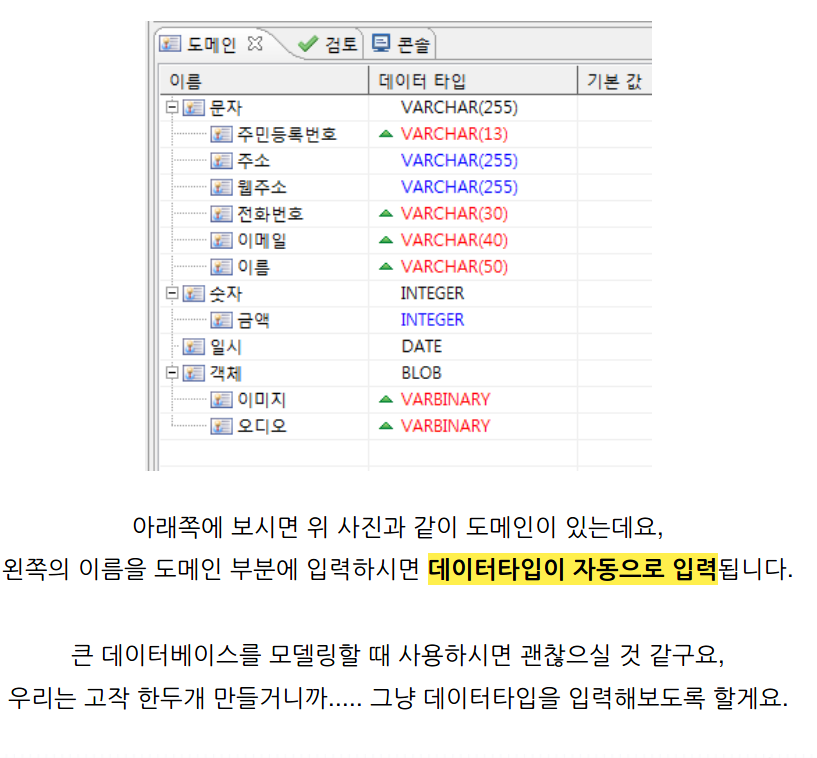 도메인 검토 콘솔
이름 데이터 타입 기본 값
문자 VARCHAR(255)
주민등록번호 VARCHAR(13)
주소 VARCHAR(255)
웹주소 VARCHAR(255)
전화번호 VARCHAR(30)
이메일 VARCHAR(40)
이름 VARCHAR(50)
숫자 INTEGER
금액 INTEGER
일시 DATE
객체 BLOB
이미지 VARBINARY
오디오 VARBINARY
아래쪽에 보시면 위 사진과 같이 도메인이 있는데요,
왼쪽의 이름을 도메인 부분에 입력하시면 데이터타입이 자동으로 입력됩니다.
큰 데이터베이스를 모델링할 때 사용하시면 괜찮으실 것 같구요,
우리는 고작 한두개 만들거니까..... 그냥 데이터타입을 입력해보도록 할게요.